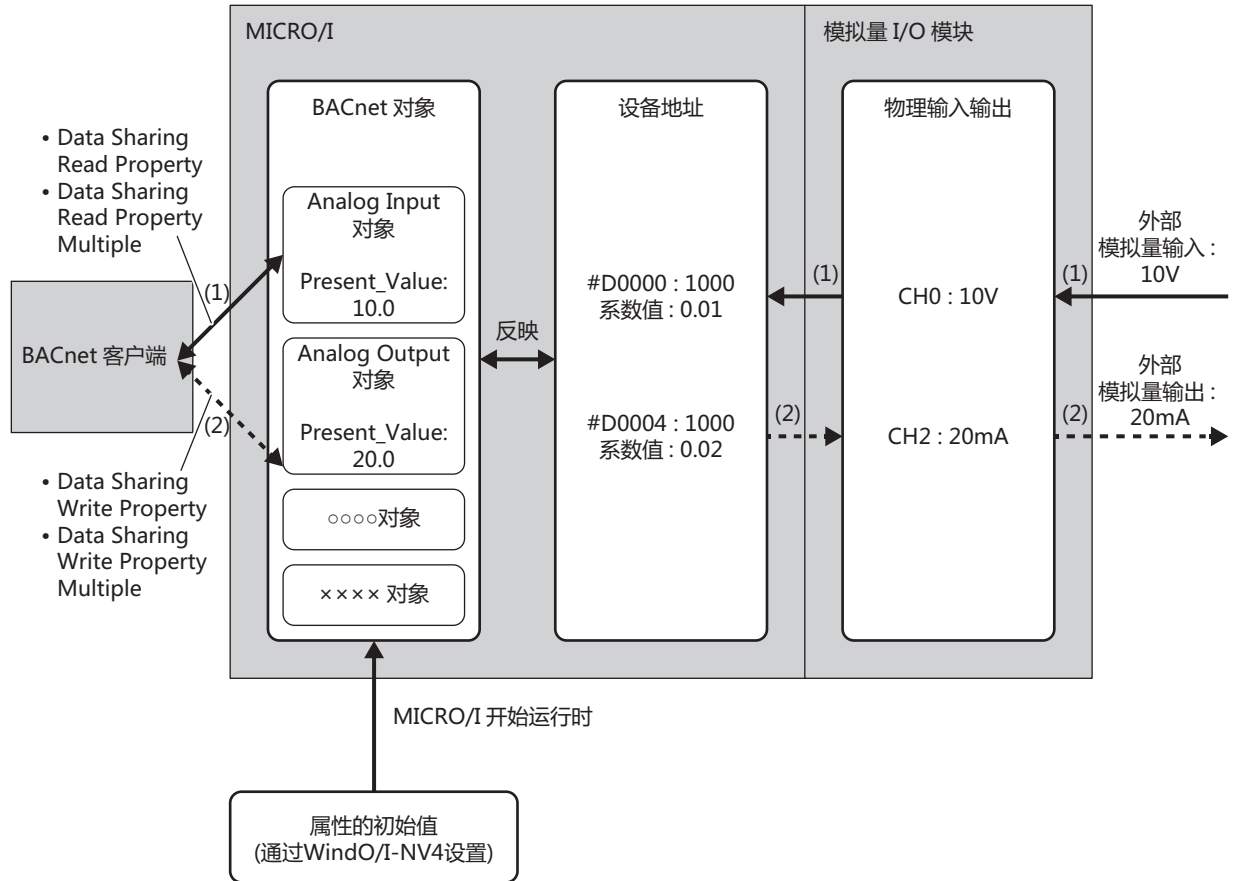 MICRO/I
模拟量 I/O 模块
BACnet 对象
设备地址
物理输入输出
• Data Sharing
Read Property
• Data Sharing
Read Property
Multiple
Analog Input
对象
Present_Value:
10.0
(1)
BACnet 客户端
(2)
• Data Sharing
Write Property
• Data Sharing
Write Property
Multiple
Analog Output
对象
Present_Value:
20.0
○○○○对象
×××× 对象
反映
#D0000 : 1000
系数值 : 0.01
#D0004 : 1000
系数值 : 0.02
(1)
(2)
CH0 : 10V
CH2 : 20mA
(1)
外部
模拟量输入 :
10V
(2)
外部
模拟量输出 :
20mA
MICRO/I 开始运行时
属性的初始值
(通过WindO/I-NV4设置)